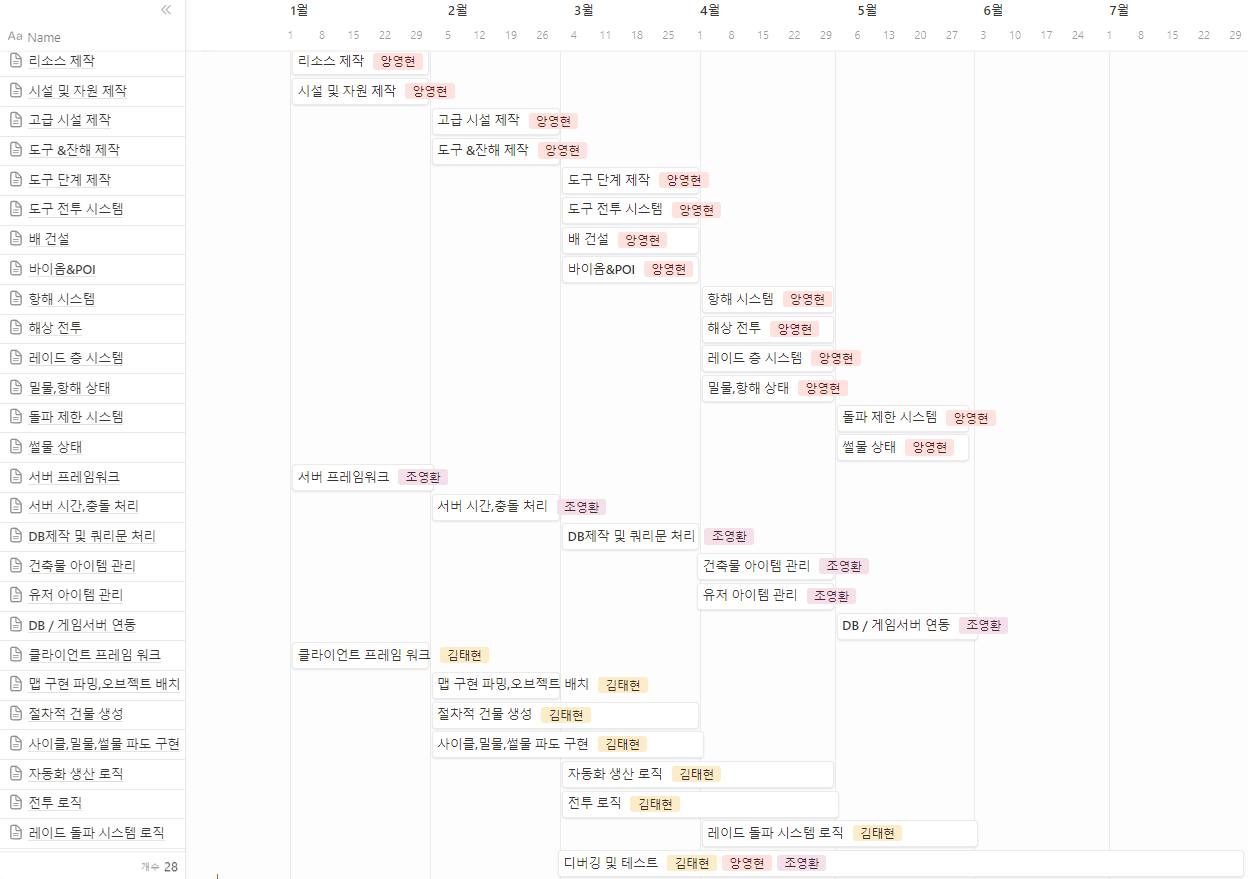 1월 2월 3월 4월 5월 6월 7월
Aa Name 1 8 15 22 29 5 12 19 26 4 11 18 25 1 8 15 22 29 6 13 20 27 3 10 17 24 1 8 15 22 29
리소스 제작 리소스 제작 앙영현
시설 및 자원 제작 시설 및 자원 제작 앙영현
고급 시설 제작 고급 시설 제작 앙영현
도구 &잔해 제작 도구 &잔해 제작 앙영현
도구 단계 제작 도구 단계 제작 앙영현
도구 전투 시스템 도구 전투 시스템 앙영현
배 건설 배 건설 앙영현
바이옴&POI 바이옴&POI 앙영현
항해 시스템 항해 시스템 앙영현
해상 전투 해상 전투 앙영현
레이드 층 시스템 레이드 층 시스템 앙영현
밀물,항해 상태 밀물,항해 상태 앙영현
돌파 제한 시스템 돌파 제한 시스템 앙영현
썰물 상태 썰물 상태 앙영현
서버 프레임워크 서버 프레임워크 조영환
서버 시간,충돌 처리 서버 시간,충돌 처리 조영환
DB제작 및 쿼리문 처리 DB제작 및 쿼리문 처리 조영환
건축물 아이템 관리 건축물 아이템 관리 조영환
유저 아이템 관리 유저 아이템 관리 조영환
DB / 게임서버 연동 DB / 게임서버 연동 조영환
클라이언트 프레임 워크 클라이언트 프레임 워크 김태현
맵 구현 파밍,오브젝트 배치 맵 구현 파밍,오브젝트 배치 김태현
절차적 건물 생성 절차적 건물 생성 김태현
사이클,밀물,썰물 파도 구현 사이클,밀물,썰물 파도 구현 김태현
자동화 생산 로직 자동화 생산 로직 김태현
전투 로직 전투 로직 김태현
레이드 돌파 시스템 로직 레이드 돌파 시스템 로직 김태현
개수 28 디버깅 및 테스트 김태현 앙영현 조영환